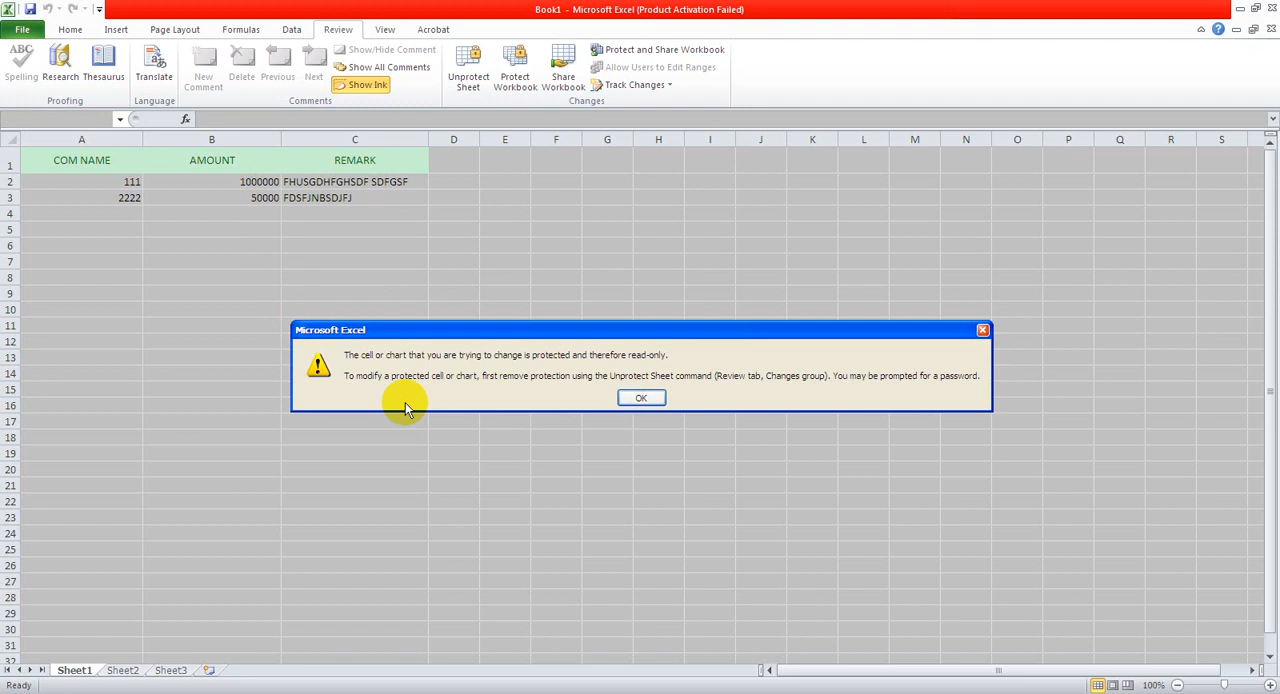 Book1 - Microsoft Excel (Product Activation Failed)
File Home Insert Page Layout Formulas Data Review View Acrobat
ABC
Spelling Research Thesaurus
Proofing
Translate
Language
New Comment Delete Previous Next
Show/Hide Comment
Show All Comments
Show Ink
Comments
Unprotect Sheet Protect Workbook Share Workbook
Protect and Share Workbook
Allow Users to Edit Ranges
Track Changes
Changes
fx
A B C D E F G H I J K L M N O P Q R S
1 COM NAME AMOUNT REMARK
2 111 1000000 FHUSGDHFGHSDF SDFGSF
3 2222 50000 FDSFJNBSDJFJ
4
5
6
7
8
9
10
11
12
13
14
15
16
17
18
19
20
21
22
23
24
25
26
27
28
29
30
31
32
Microsoft Excel
The cell or chart that you are trying to change is protected and therefore read-only.
To modify a protected cell or chart, first remove protection using the Unprotect Sheet command (Review tab, Changes group). You may be prompted for a password.
OK
Sheet1 Sheet2 Sheet3
Ready 100%